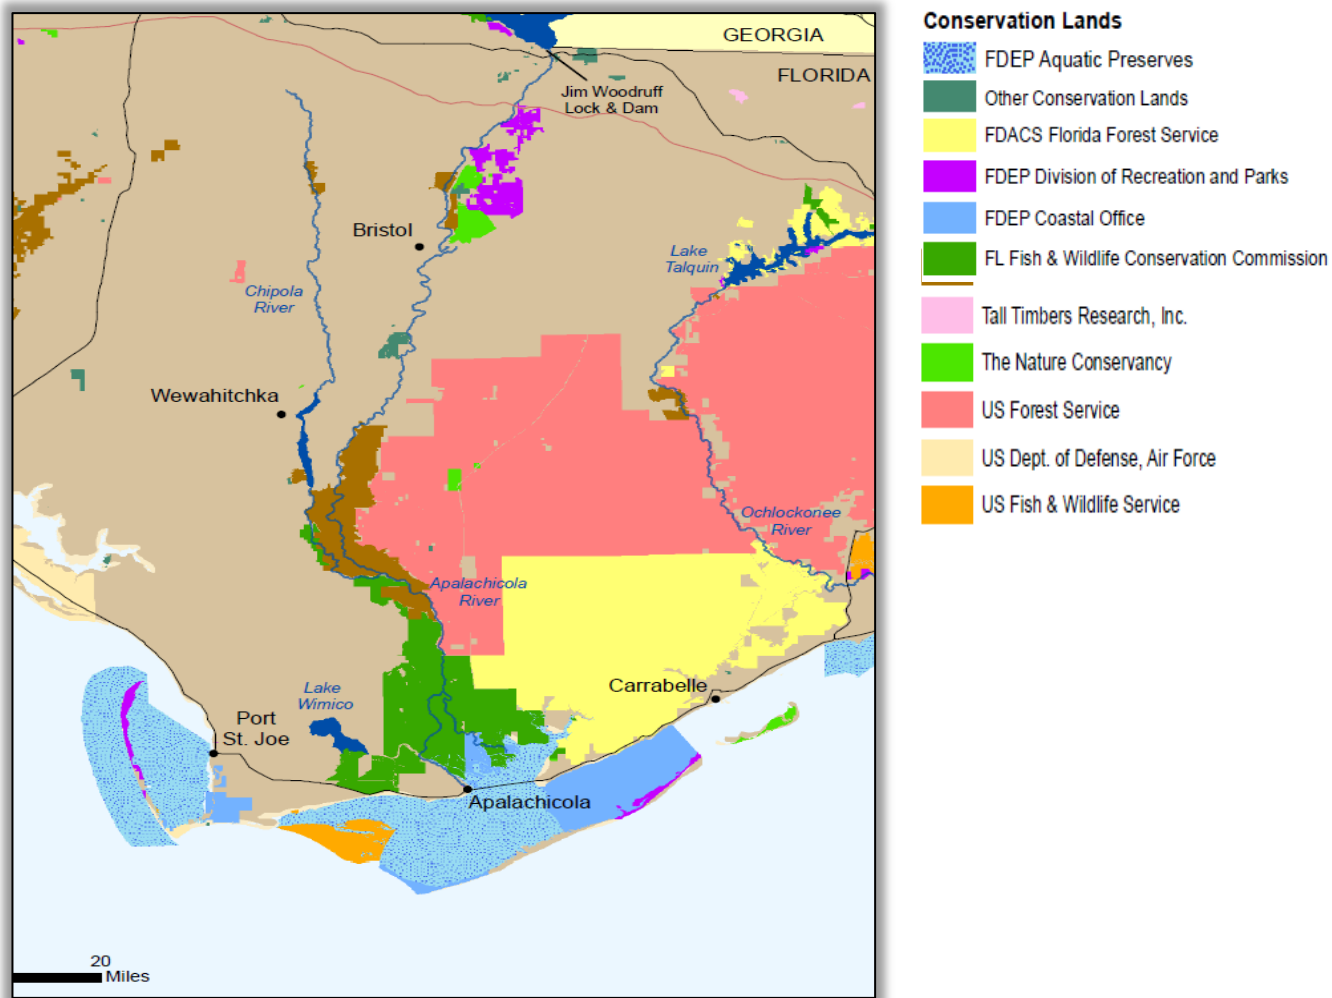 GEORGIA
FLORIDA
Jim Woodruff
Lock & Dam
Bristol
Lake
Talquin
Chipola
River
Wewahitchka
Ochlockonee
River
Apalachicola
River
Lake
Wimico
Carrabelle
Port
St. Joe
Apalachicola
20
Miles
Conservation Lands
FDEP Aquatic Preserves
Other Conservation Lands
FDACS Florida Forest Service
FDEP Division of Recreation and Parks
FDEP Coastal Office
FL Fish & Wildlife Conservation Commission
Tall Timbers Research, Inc.
The Nature Conservancy
US Forest Service
US Dept. of Defense, Air Force
US Fish & Wildlife Service